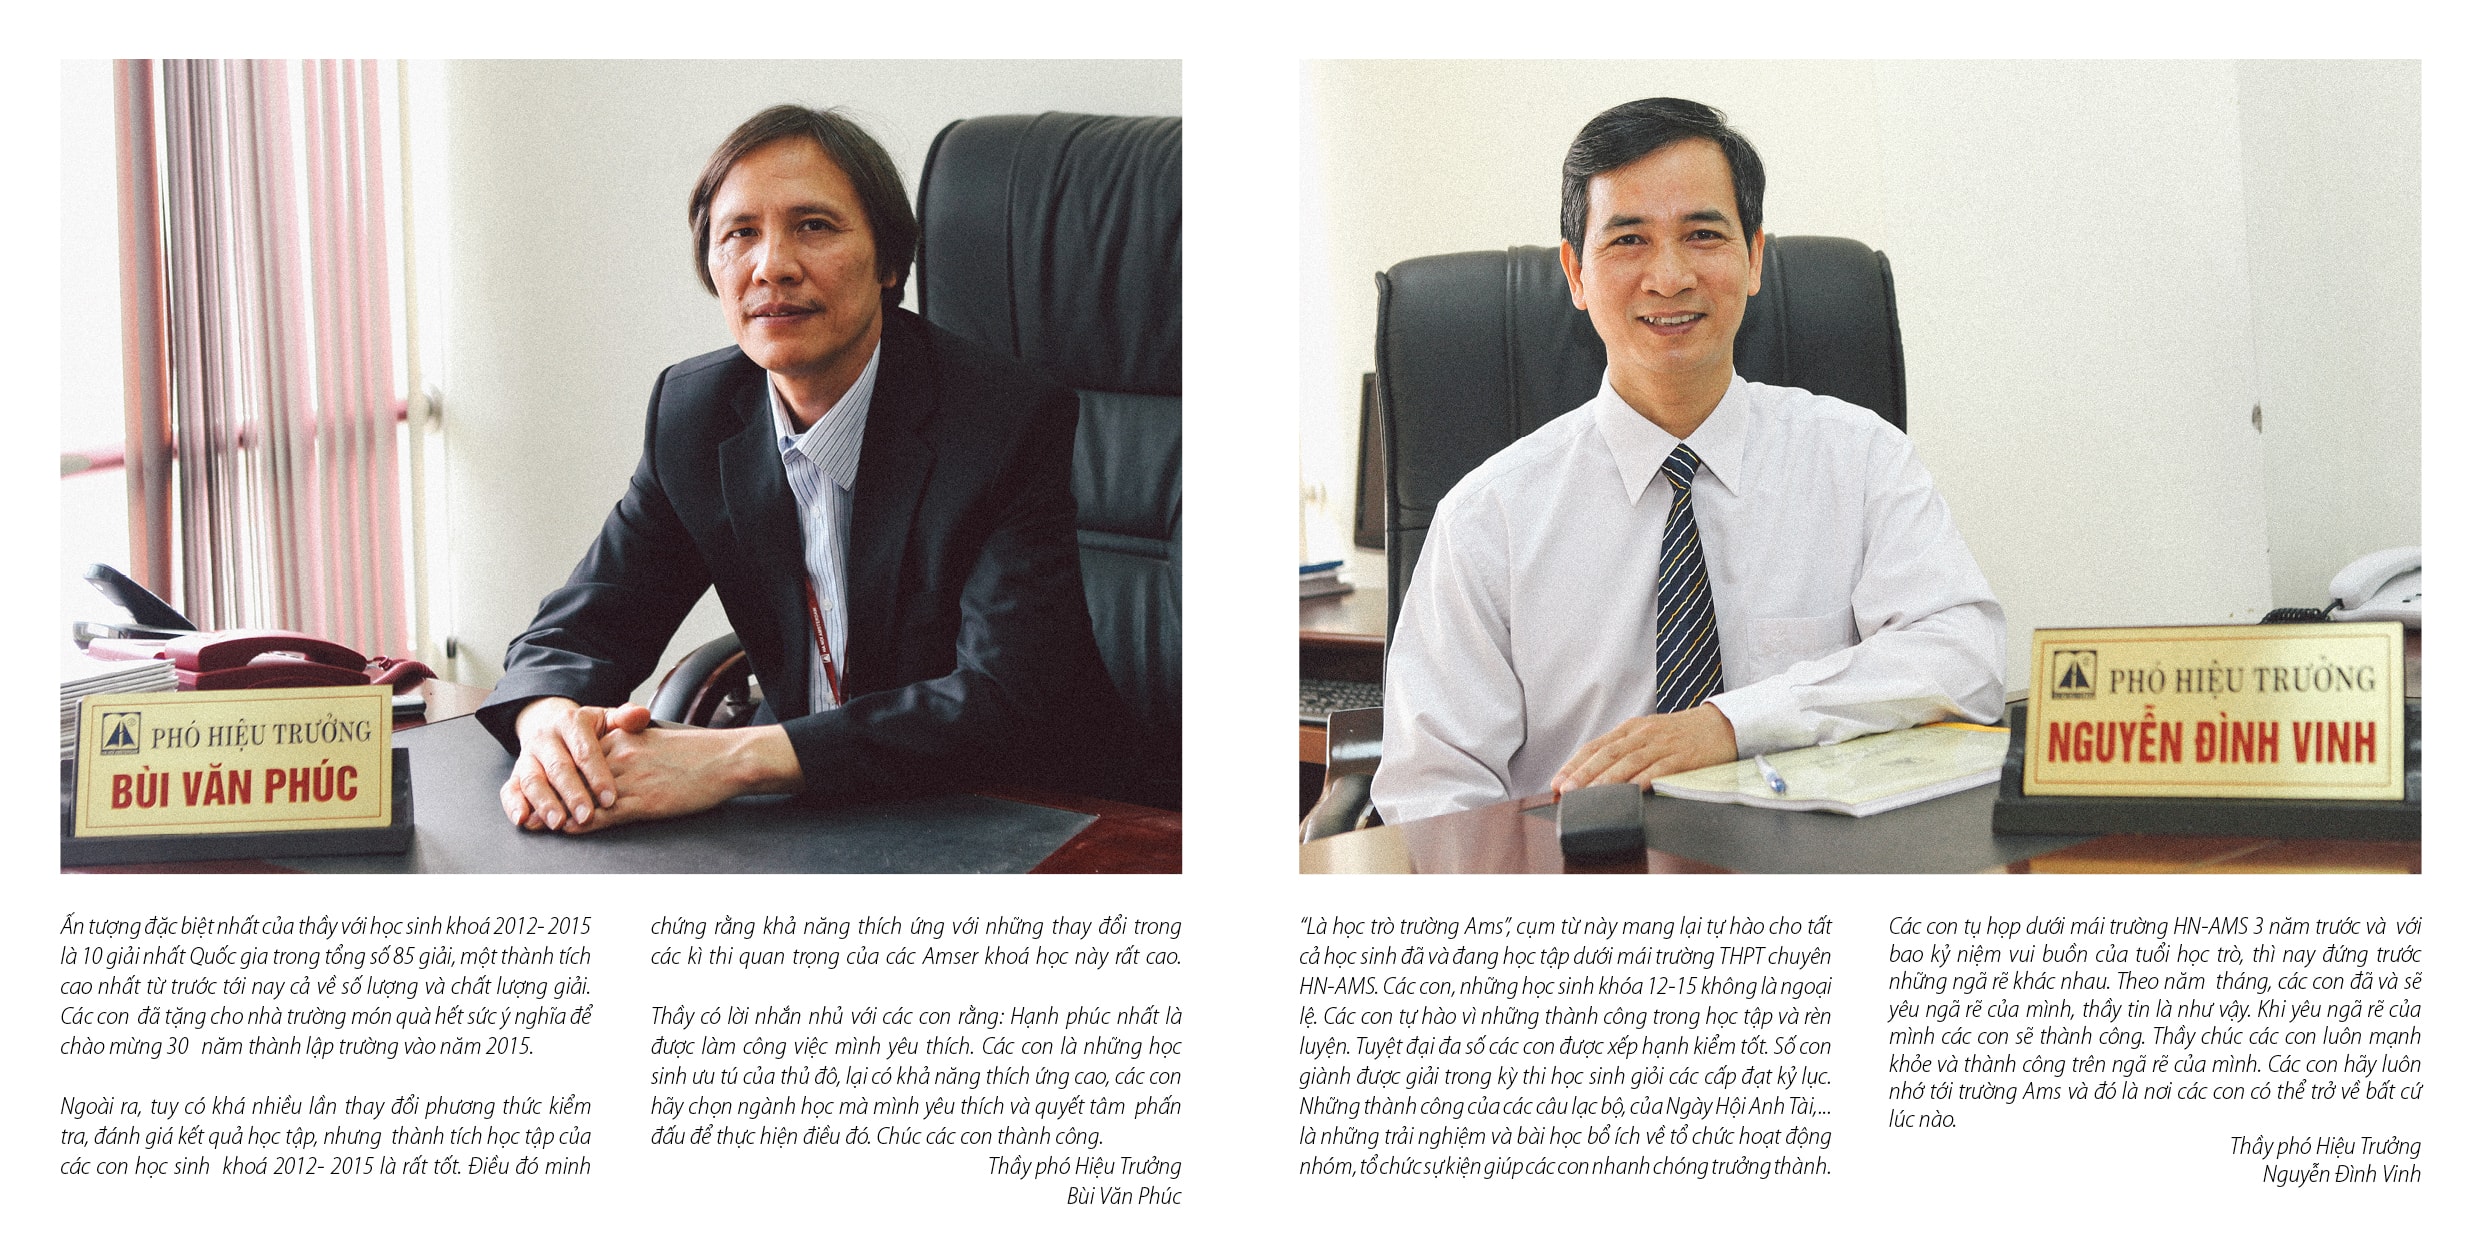 PHÓ HIỆU TRƯỞNG
BÙI VĂN PHÚC
PHÓ HIỆU TRƯỞNG
NGUYỄN ĐÌNH VINH
Ấn tượng đặc biệt nhất của thầy với học sinh khoá 2012- 2015
là 10 giải nhất Quốc gia trong tổng số 85 giải, một thành tích
cao nhất từ trước tới nay cả về số lượng và chất lượng giải.
Các con đã tặng cho nhà trường món quà hết sức ý nghĩa để
chào mừng 30 năm thành lập trường vào năm 2015.
Ngoài ra, tuy có khá nhiều lần thay đổi phương thức kiểm
tra, đánh giá kết quả học tập, nhưng thành tích học tập của
các con học sinh khoá 2012- 2015 là rất tốt. Điều đó minh
chứng rằng khả năng thích ứng với những thay đổi trong
các kì thi quan trọng của các Amser khoá học này rất cao.
Thầy có lời nhắn nhủ với các con rằng: Hạnh phúc nhất là
được làm công việc mình yêu thích. Các con là những học
sinh ưu tú của thủ đô, lại có khả năng thích ứng cao, các con
hãy chọn ngành học mà mình yêu thích và quyết tâm phấn
đấu để thực hiện điều đó. Chúc các con thành công.
Thầy phó Hiệu Trưởng
Bùi Văn Phúc
“Là học trò trường Ams”, cụm từ này mang lại tự hào cho tất
cả học sinh đã và đang học tập dưới mái trường THPT chuyên
HN-AMS. Các con, những học sinh khóa 12-15 không là ngoại
lệ. Các con tự hào vì những thành công trong học tập và rèn
luyện. Tuyệt đại đa số các con được xếp hạnh kiểm tốt. Số con
giành được giải trong kỳ thi học sinh giỏi các cấp đạt kỷ lục.
Những thành công của các câu lạc bộ, của Ngày Hội Anh Tài,...
là những trải nghiệm và bài học bổ ích về tổ chức hoạt động
nhóm, tổ chức sự kiện giúp các con nhanh chóng trưởng thành.
Các con tụ họp dưới mái trường HN-AMS 3 năm trước và với
bao kỷ niệm vui buồn của tuổi học trò, thì nay đứng trước
những ngã rẽ khác nhau. Theo năm tháng, các con đã và sẽ
yêu ngã rẽ của mình, thầy tin là như vậy. Khi yêu ngã rẽ của
mình các con sẽ thành công. Thầy chúc các con luôn mạnh
khỏe và thành công trên ngã rẽ của mình. Các con hãy luôn
nhớ tới trường Ams và đó là nơi các con có thể trở về bất cứ
lúc nào.
Thầy phó Hiệu Trưởng
Nguyễn Đình Vinh